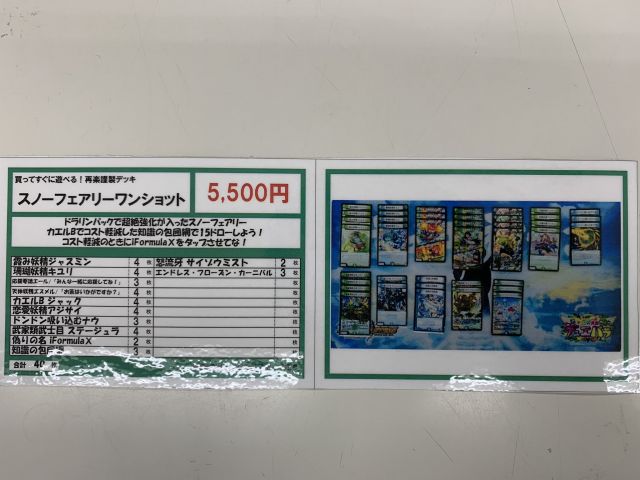 買ってすぐに遊べる!再楽謹製デッキ
スノーフェアリーワンショット
5,500円
ドラリンパックで超絶強化が入ったスノーフェアリー
カエルBでコスト軽減した知識の包囲網で15ドローしよう!
コスト軽減のときにiFormulaXをタップさせてな!
霞み妖精ジャスミン 4 枚 怒流牙 サイゾウミスト 2 枚
珊瑚妖精キユリ 4 枚 エンドレス・フローズン・カーニバル 3 枚
応援妖精エール/「みんな一緒に応援してね!」 3 枚
天体妖精エスメル/「お茶はいかがですか?」 4 枚
カエルB ジャック 4 枚
恋愛妖精アジサイ 4 枚
ドンドン吸い込むナウ 3 枚
武家類武士目 ステージュラ 4 枚
偽りの名 iFormulaX 2 枚
知識の包囲網 3 枚
合計 40 枚